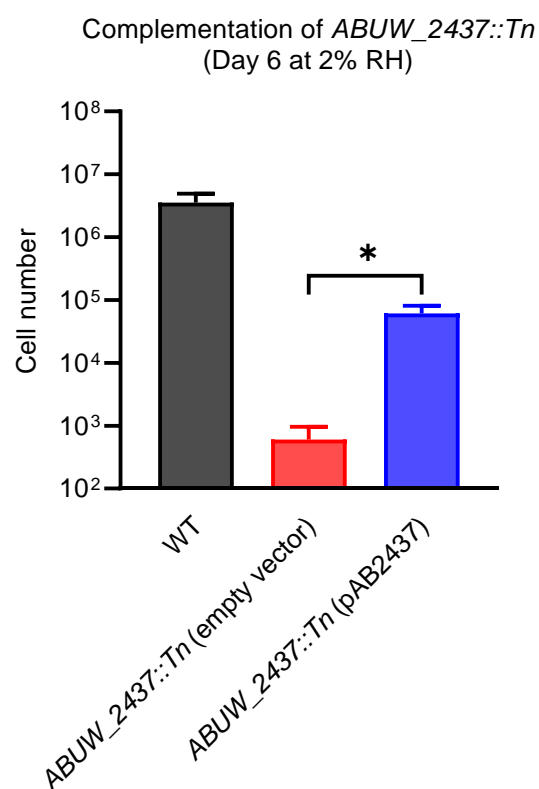 Complementation of ABUW_2437::Tn
(Day 6 at 2% RH)
Cell number
10⁸
10⁷
10⁶
10⁵
10⁴
10³
10²
*
WT
ABUW_2437::Tn (empty vector)
ABUW_2437::Tn (pAB2437)